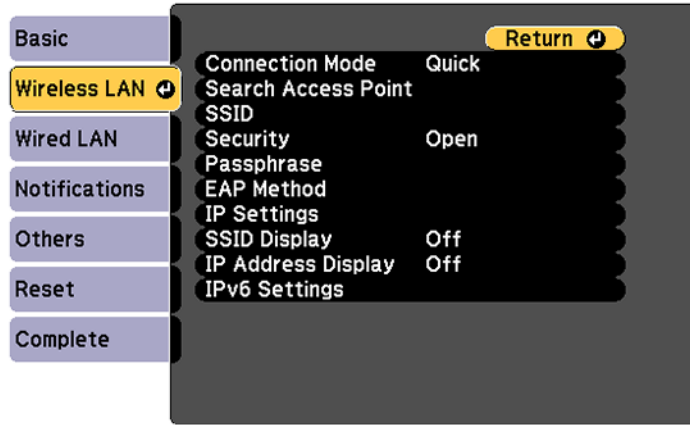 Basic
Wireless LAN
Wired LAN
Notifications
Others
Reset
Complete
Return
Connection Mode Quick
Search Access Point
SSID
Security Open
Passphrase
EAP Method
IP Settings
SSID Display Off
IP Address Display Off
IPv6 Settings